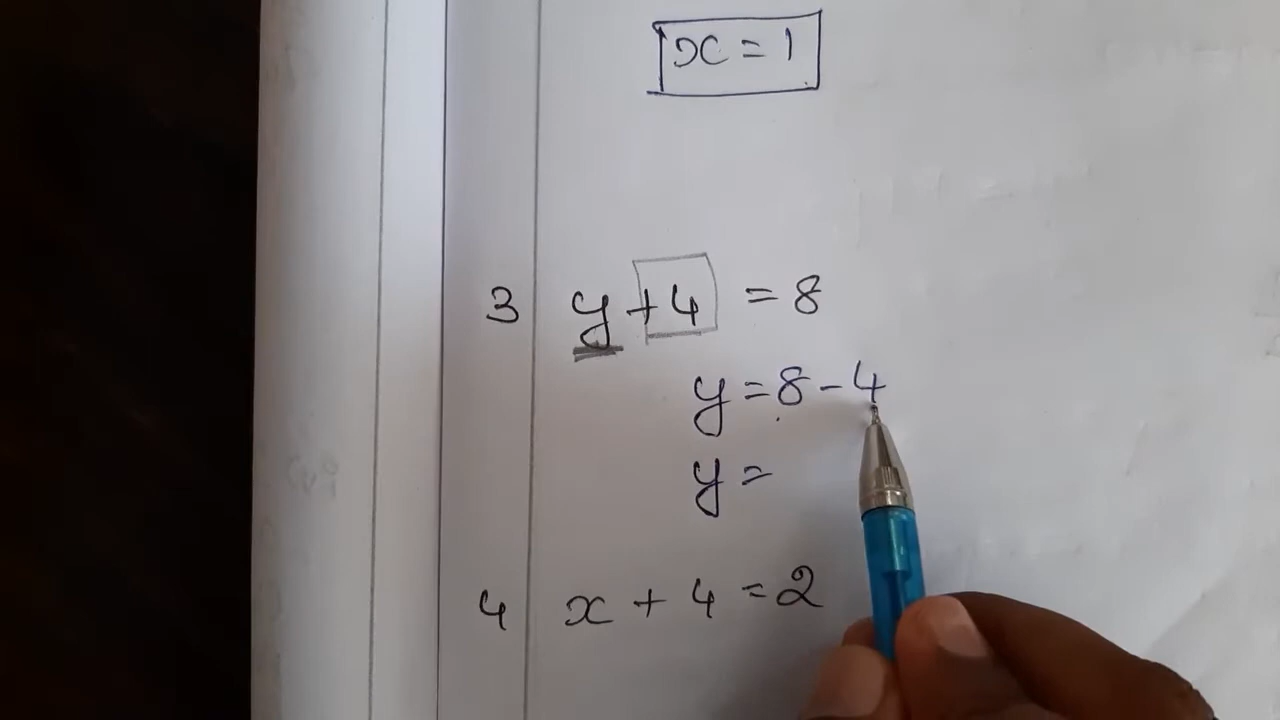 x = 1
3 y + 4 = 8
y = 8 - 4
y =
4 x + 4 = 2